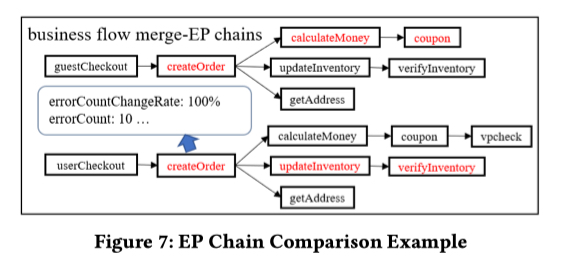 business flow merge-EP chains
calculateMoney
coupon
guestCheckout
createOrder
updateInventory
verifyInventory
getAddress
errorCountChangeRate: 100%
errorCount: 10 ...
calculateMoney
coupon
vpcheck
userCheckout
createOrder
updateInventory
verifyInventory
getAddress
Figure 7: EP Chain Comparison Example